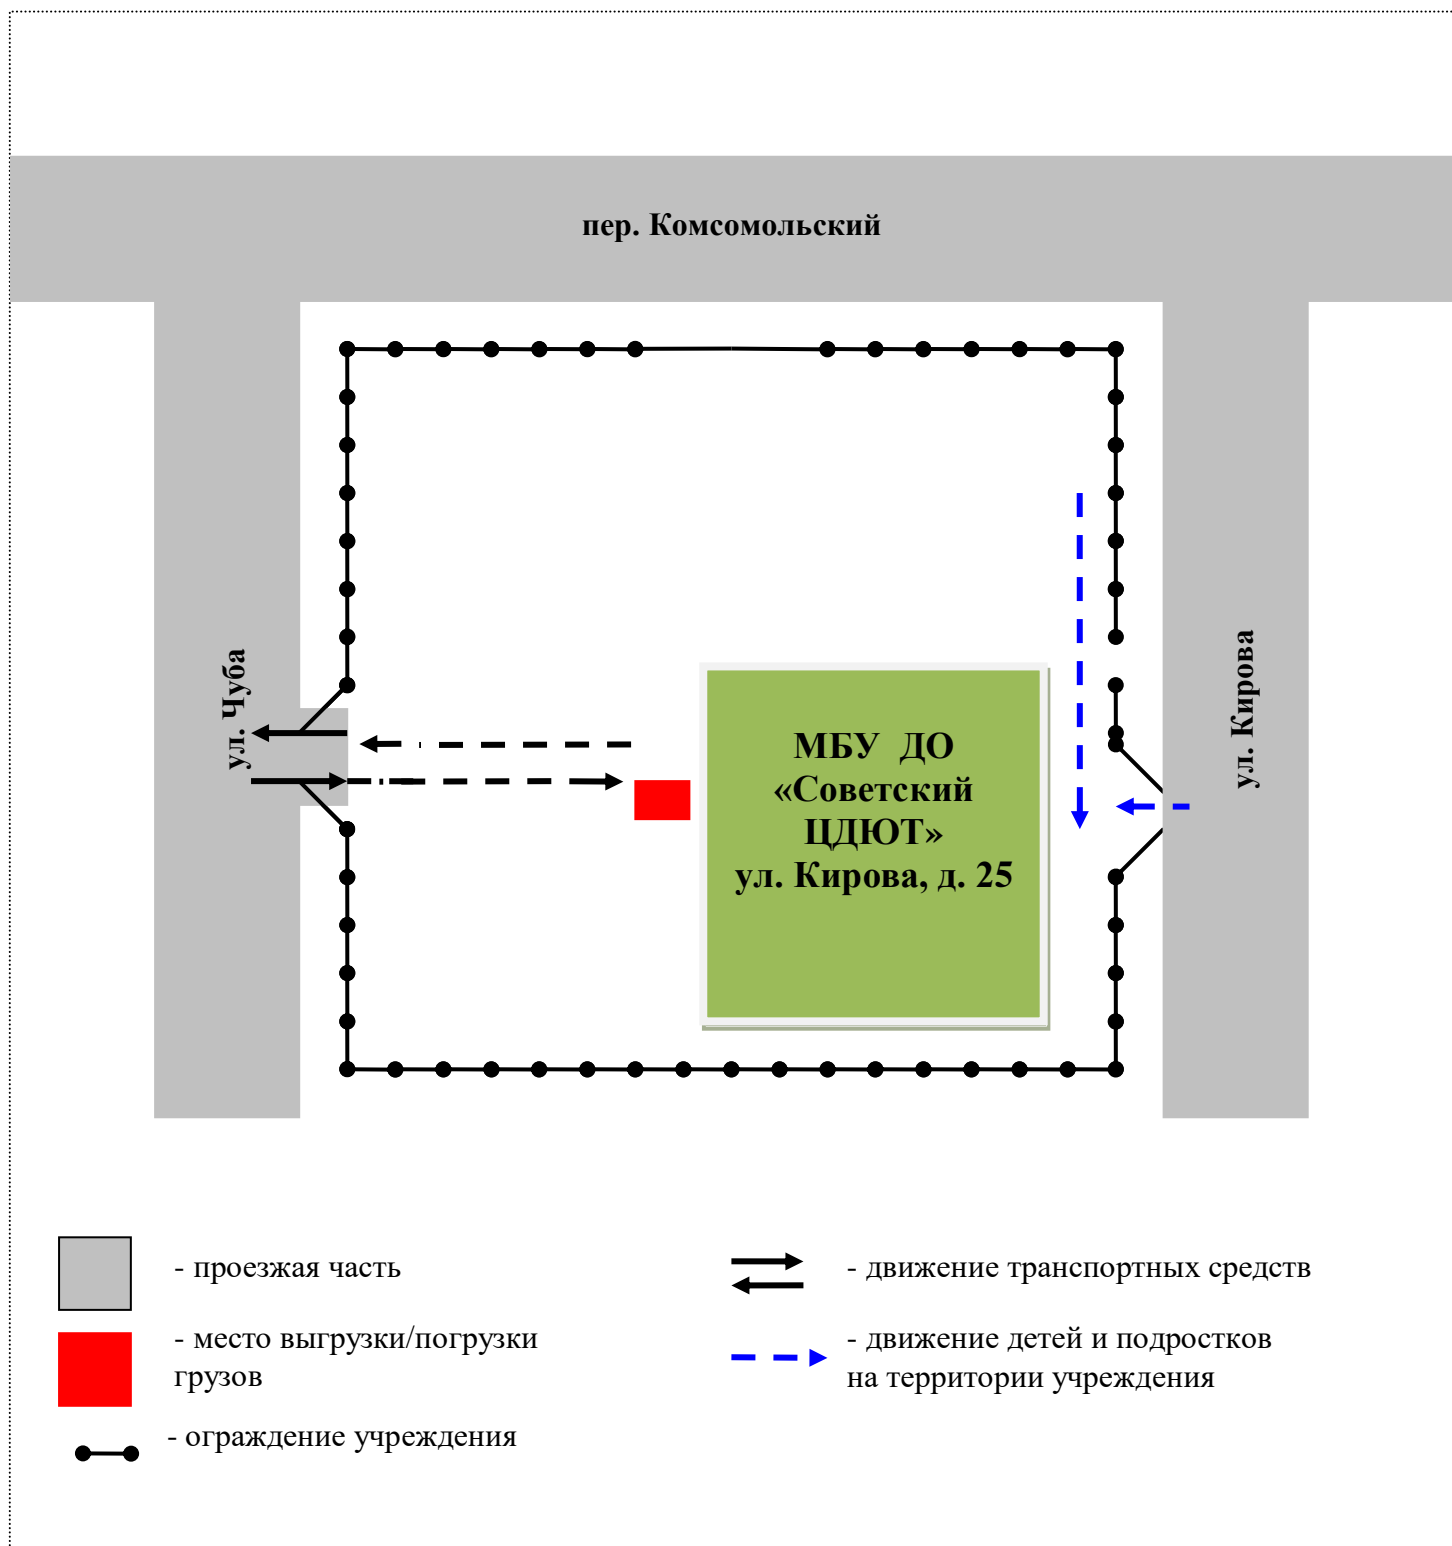 пер. Комсомольский
ул. Чуба
ул. Кирова
МБУ ДО
«Советский
ЦДЮТ»
ул. Кирова, д. 25
- проезжая часть
- место выгрузки/погрузки
грузов
- ограждение учреждения
- движение транспортных средств
- движение детей и подростков
на территории учреждения